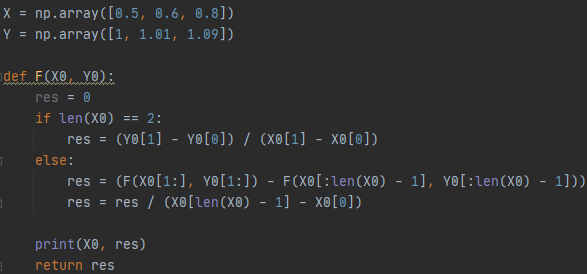 X = np.array([0.5, 0.6, 0.8])
Y = np.array([1, 1.01, 1.09])
def F(X0, Y0):
    res = 0
    if len(X0) == 2:
        res = (Y0[1] - Y0[0]) / (X0[1] - X0[0])
    else:
        res = (F(X0[1:], Y0[1:]) - F(X0[:len(X0) - 1], Y0[:len(X0) - 1]))
        res = res / (X0[len(X0) - 1] - X0[0])
    print(X0, res)
    return res